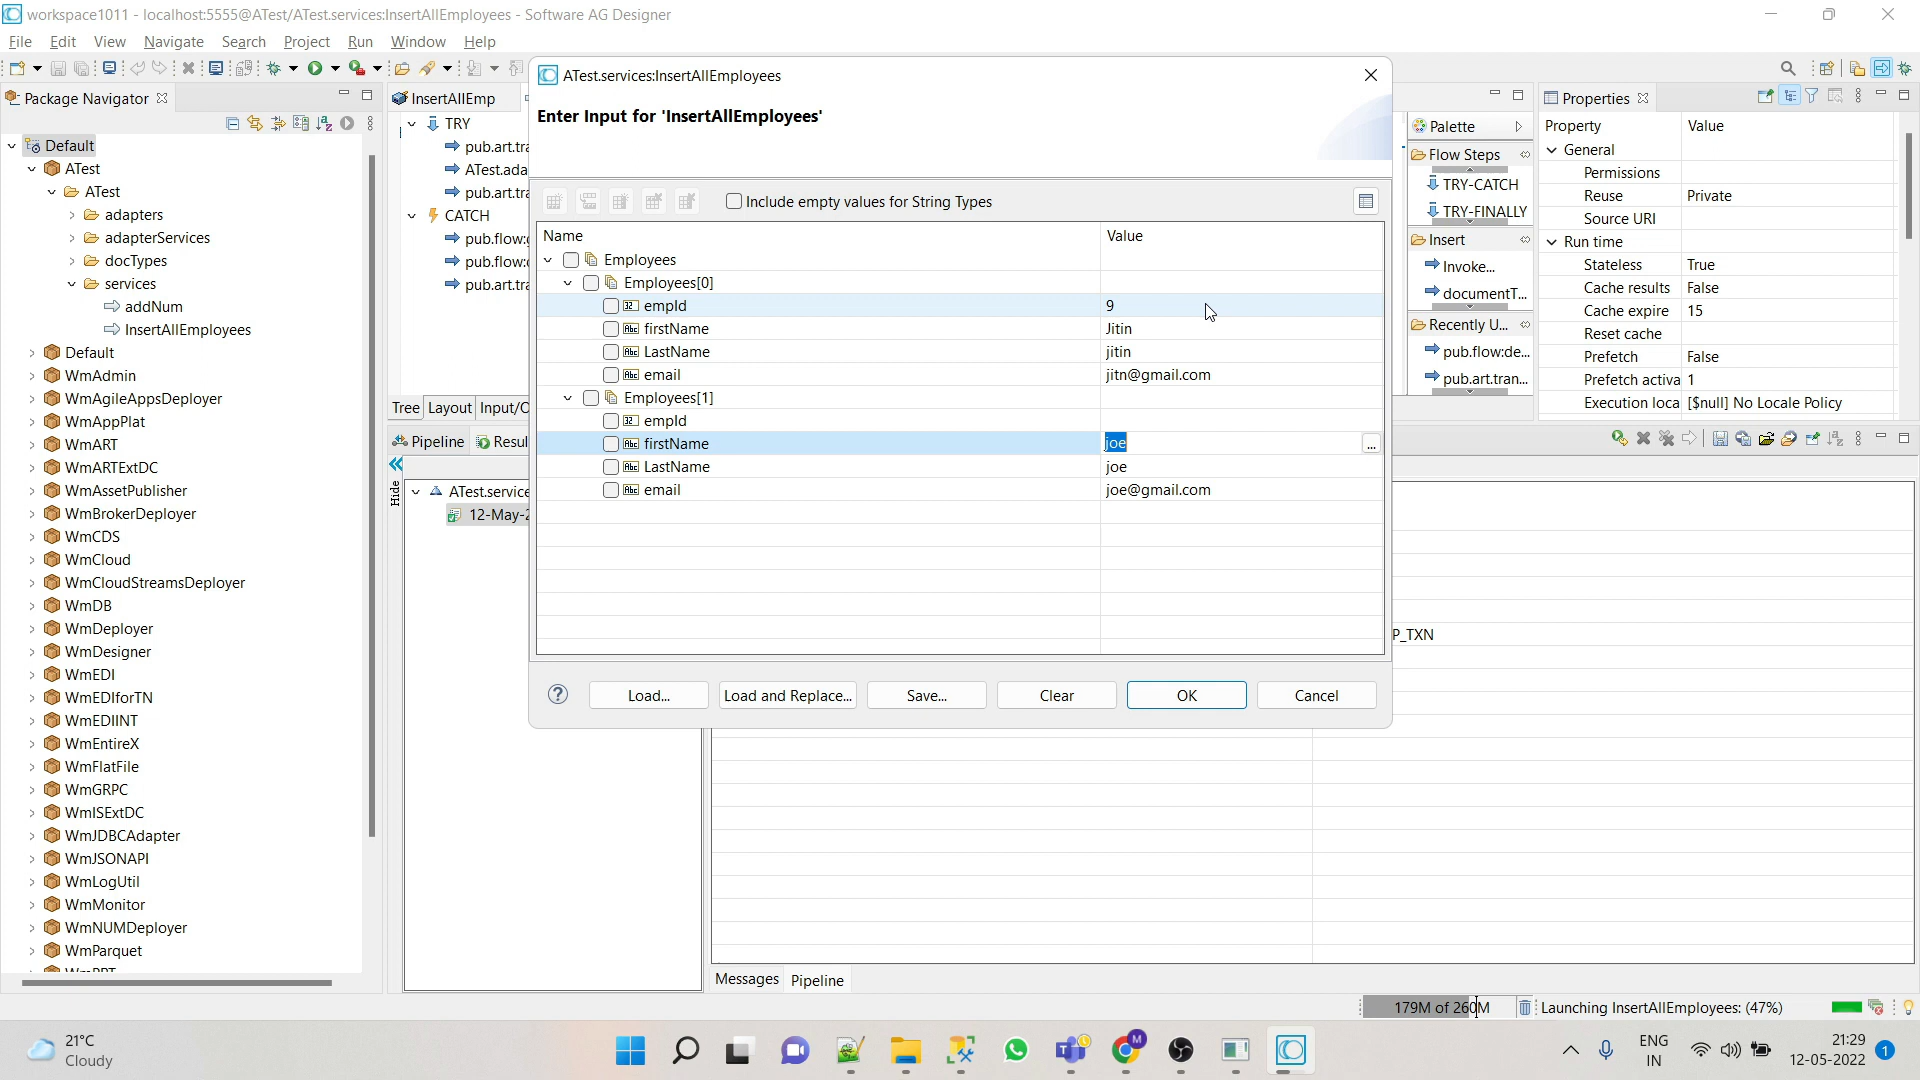 workspace1011 - localhost:5555@ATest/ATest.services:InsertAllEmployees - Software AG Designer
File Edit View Navigate Search Project Run Window Help
Package Navigator
Default
ATest
ATest
adapters
adapterServices
docTypes
services
addNum
InsertAllEmployees
Default
WmAdmin
WmAgileAppsDeployer
WmAppPlat
WmART
WmARTExtDC
WmAssetPublisher
WmBrokerDeployer
WmCDS
WmCloud
WmCloudStreamsDeployer
WmDB
WmDeployer
WmDesigner
WmEDI
WmEDIforTN
WmEDIINT
WmEntireX
WmFlatFile
WmGRPC
WmISExtDC
WmJDBCAdapter
WmJSONAPI
WmLogUtil
WmMonitor
WmNUMDeployer
WmParquet
InsertAllEmp
TRY
pub.art.tra
ATest.ada
pub.art.tra
CATCH
pub.flow:
pub.flow:
pub.art.tra
Tree Layout Input/O
Pipeline Resul
Hide
ATest.service
12-May-2
ATest.services:InsertAllEmployees
Enter Input for 'InsertAllEmployees'
Include empty values for String Types
Name Value
Employees
Employees[0]
32 empId 9
Abc firstName Jitin
Abc LastName jitin
Abc email jitn@gmail.com
Employees[1]
32 empId
Abc firstName joe ...
Abc LastName joe
Abc email joe@gmail.com
Load... Load and Replace... Save... Clear OK Cancel
P_TXN
Messages Pipeline
Palette
Flow Steps
TRY-CATCH
TRY-FINALLY
Insert
Invoke...
documentT...
Recently U...
pub.flow:de...
pub.art.tran...
Properties
Property Value
General
Permissions
Reuse Private
Source URI
Run time
Stateless True
Cache results False
Cache expire 15
Reset cache
Prefetch False
Prefetch activa 1
Execution loca [$null] No Locale Policy
179M of 260M Launching InsertAllEmployees: (47%)
21°C
Cloudy
ENG
IN
21:29
12-05-2022
1